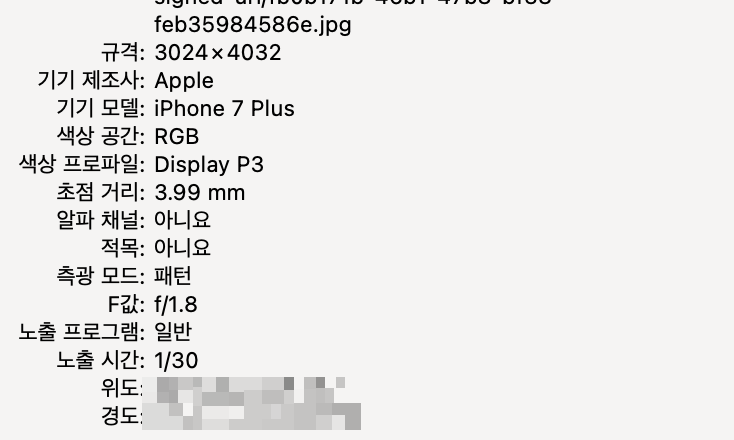 feb35984586e.jpg
규격: 3024×4032
기기 제조사: Apple
기기 모델: iPhone 7 Plus
색상 공간: RGB
색상 프로파일: Display P3
초점 거리: 3.99 mm
알파 채널: 아니요
적목: 아니요
측광 모드: 패턴
F값: f/1.8
노출 프로그램: 일반
노출 시간: 1/30
위도:
경도: